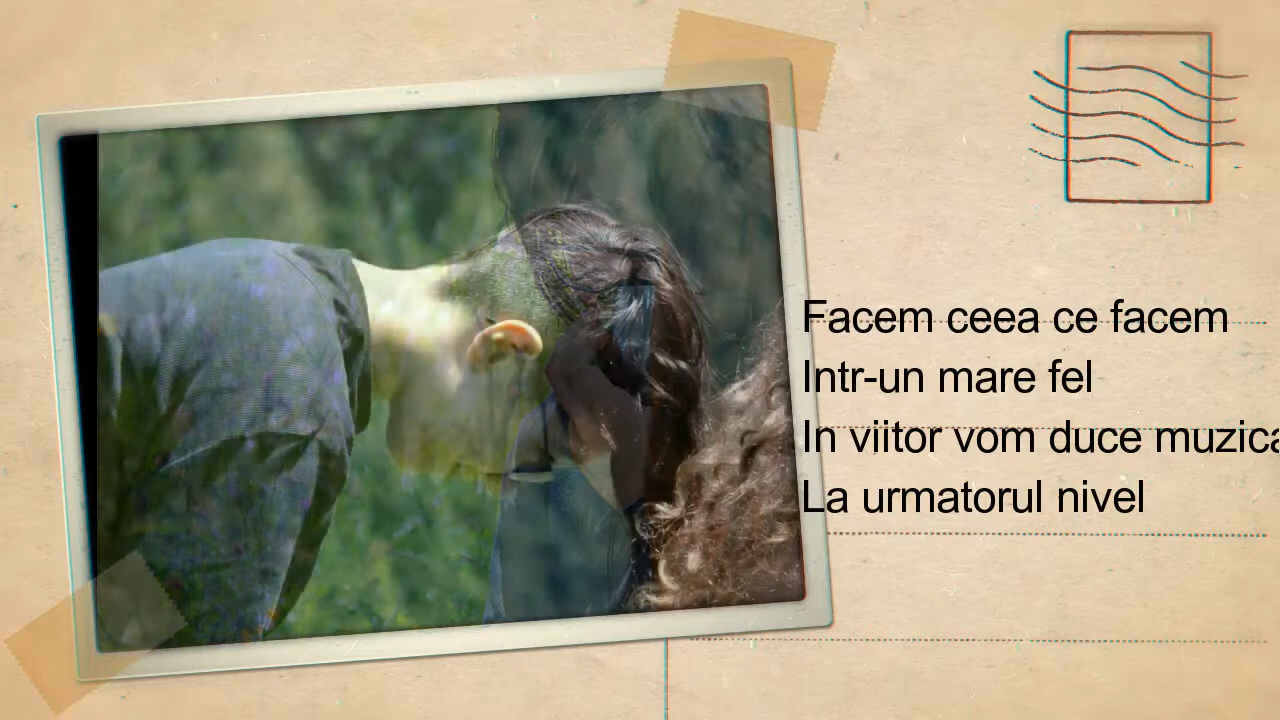 Facem ceea ce facem
Intr-un mare fel
In viitor vom duce muzica
La urmatorul nivel